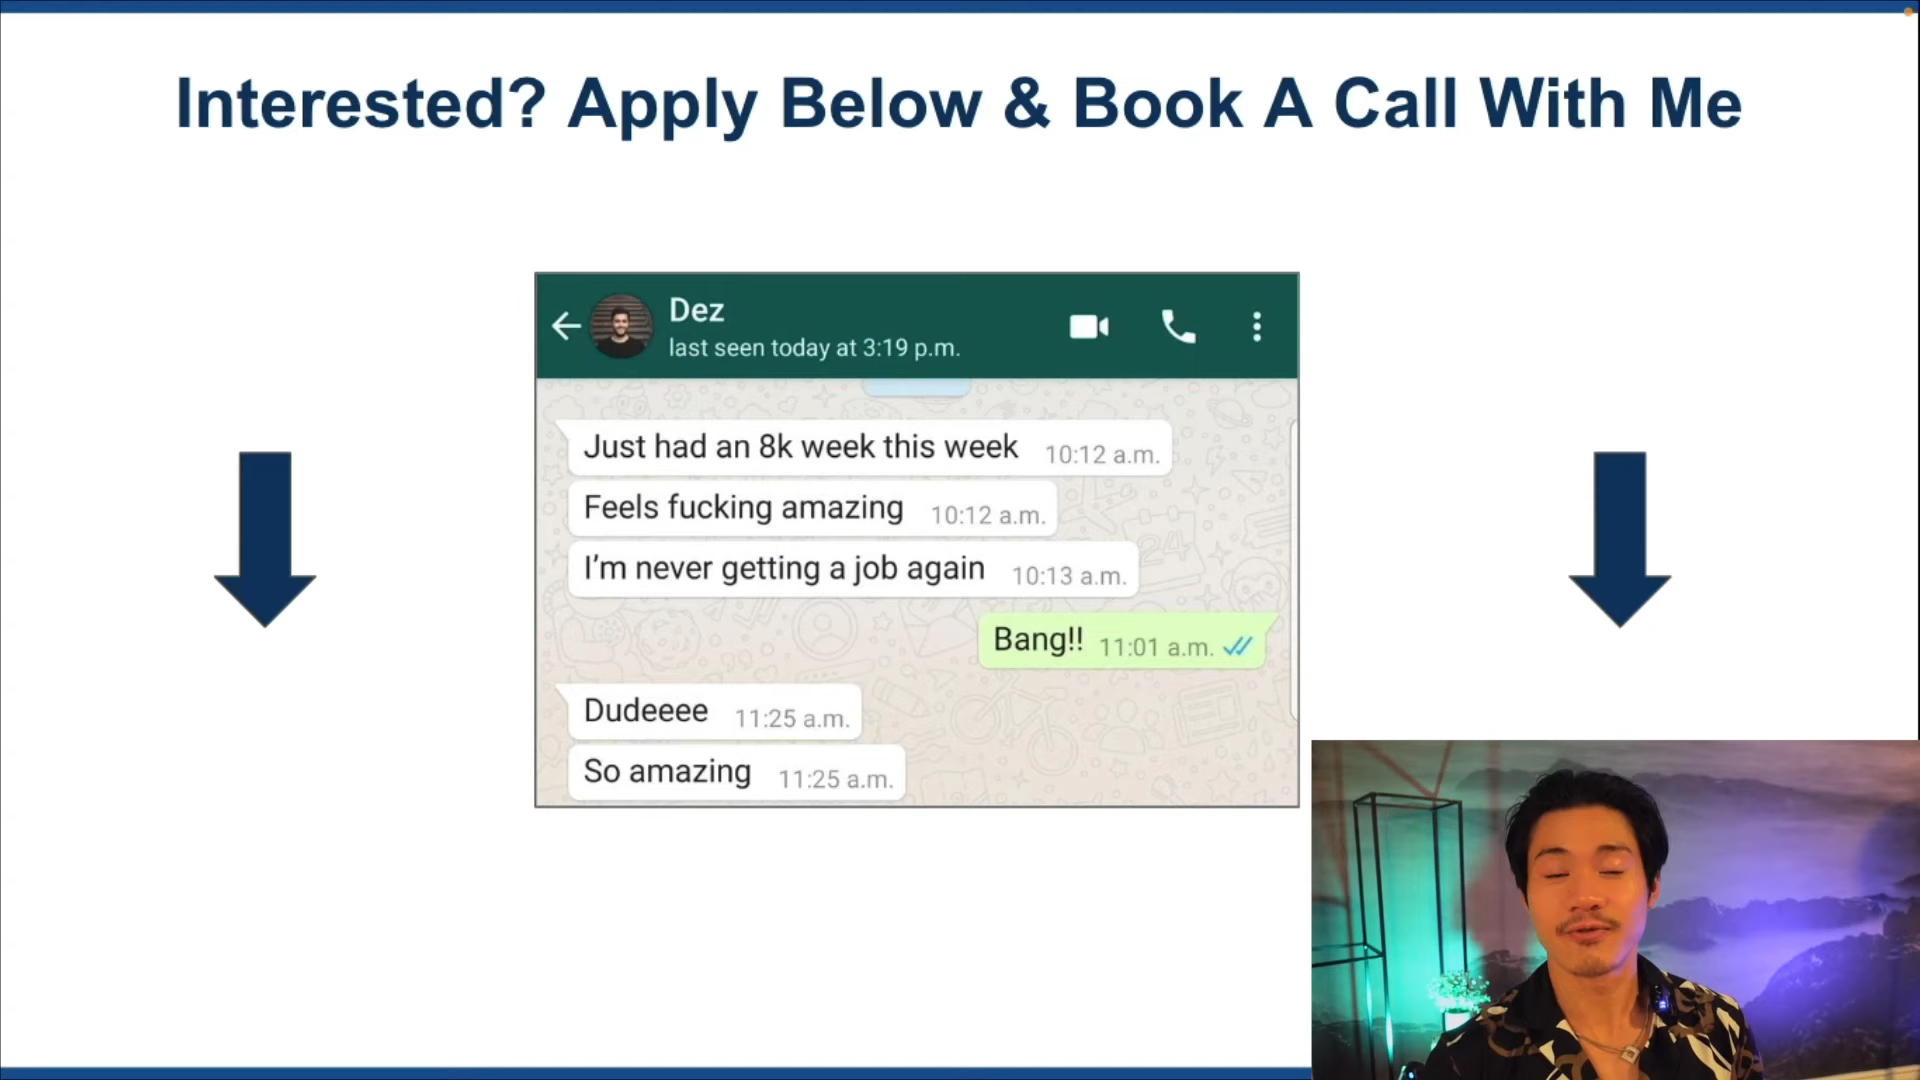 Interested? Apply Below & Book A Call With Me
Dez
last seen today at 3:19 p.m.
Just had an 8k week this week 10:12 a.m.
Feels fucking amazing 10:12 a.m.
I’m never getting a job again 10:13 a.m.
Bang!! 11:01 a.m.
Dudeeee 11:25 a.m.
So amazing 11:25 a.m.